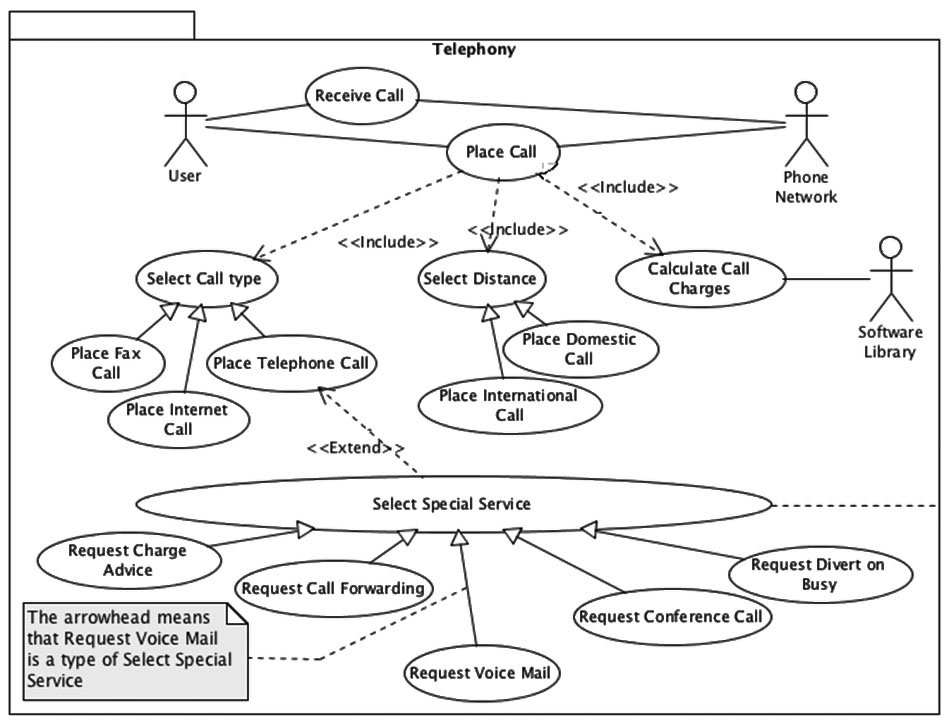 Telephony
Receive Call
Place Call
User
Phone
Network
<<Include>>
<<Include>>
<<Include>>
Select Call type
Select Distance
Calculate Call
Charges
Software
Library
Place Fax
Call
Place Telephone Call
Place Domestic
Call
Place Internet
Call
Place International
Call
<<Extend>>
Select Special Service
Request Charge
Advice
Request Call Forwarding
Request Divert on
Busy
Request Conference Call
Request Voice Mail
The arrowhead means
that Request Voice Mail
is a type of Select Special
Service